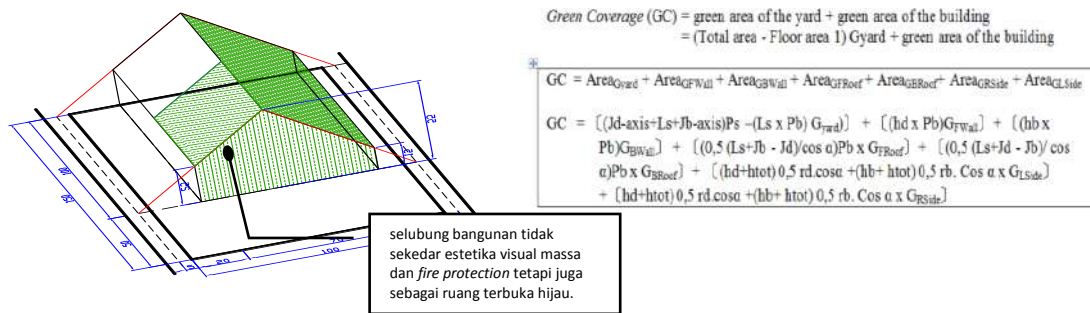 Green Coverage (GC) = green area of the yard + green area of the building
= (Total area - Floor area 1) Gyard + green area of the building
GC = AreaGyard + AreaGFWall + AreaGBWall + AreaGFRoof + AreaGBRoof + AreaGRSide + AreaGLSide
GC = [(Jd-axis+Ls+Jb-axis)Ps –(Ls x Pb) GYard)] + [(hd x Pb)GFWall] + [(hb x
Pb)GBWall] + [(0,5 (Ls+Jb - Jd)/cos α)Pb x GFRoof] + [(0,5 (Ls+Jd - Jb)/ cos
α)Pb x GBRoof] + [(hd+htot) 0,5 rd.cosα +(hb+ htot) 0,5 rb. Cos α x GLSide]
+ [hd+htot) 0,5 rd.cosα +(hb+ htot) 0,5 rb. Cos α x GRSide]
selubung bangunan tidak
sekedar estetika visual massa
dan fire protection tetapi juga
sebagai ruang terbuka hijau.
100